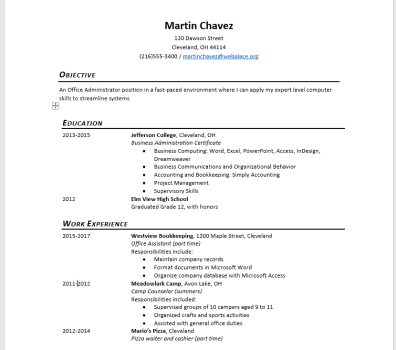 Martin Chavez
120 Dawson Street
Cleveland, OH 44114
(216)555-3400 / martinchavez@webplace.org
OBJECTIVE
An Office Administrator position in a fast-paced environment where I can apply my expert level computer
skills to streamline systems
EDUCATION
2013-2015 Jefferson College, Cleveland, OH
Business Administration Certificate
• Business Computing: Word, Excel, PowerPoint, Access, InDesign,
Dreamweaver
• Business Communications and Organizational Behavior
• Accounting and Bookkeeping: Simply Accounting
• Project Management
• Supervisory Skills
2012 Elm View High School
Graduated Grade 12, with honors
WORK EXPERIENCE
2015-2017 Westview Bookkeeping, 1200 Maple Street, Cleveland
Office Assistant (part time)
Responsibilities include:
• Maintain company records
• Format documents in Microsoft Word
• Organize company database with Microsoft Access
2011-2012 Meadowlark Camp, Avon Lake, OH
Camp Counselor (summers)
Responsibilities included:
• Supervised groups of 10 campers aged 9 to 11
• Organized crafts and sports activities
• Assisted with general office duties
2012-2014 Mario's Pizza, Cleveland
Pizza waiter and cashier (part time)